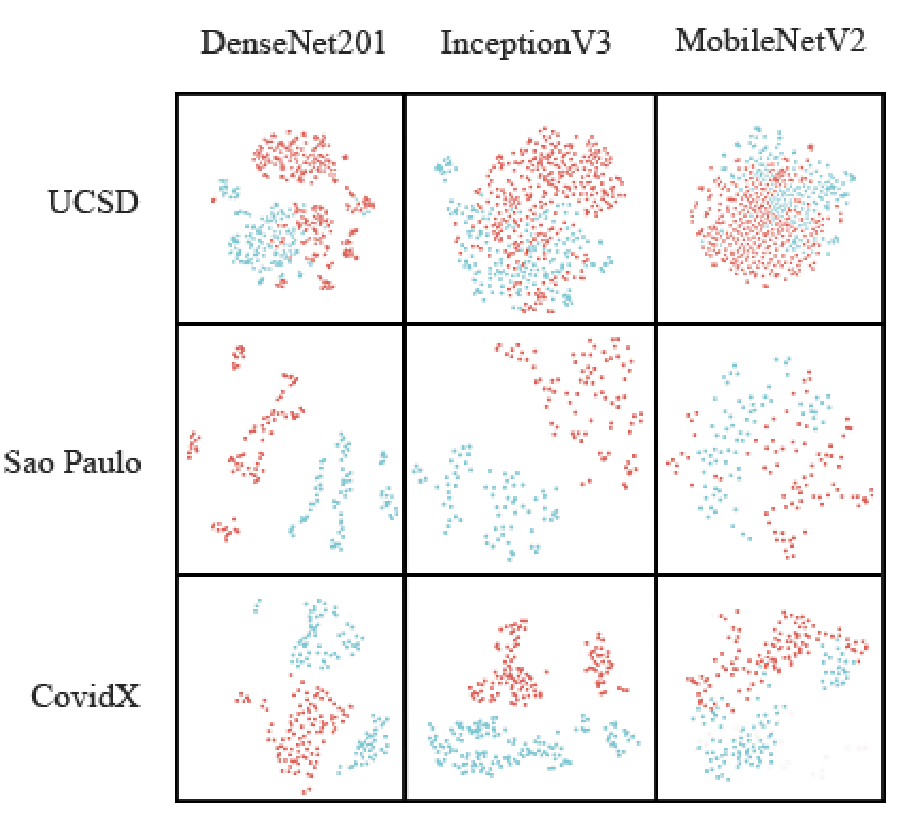 DenseNet201 InceptionV3 MobileNetV2
UCSD
Sao Paulo
CovidX